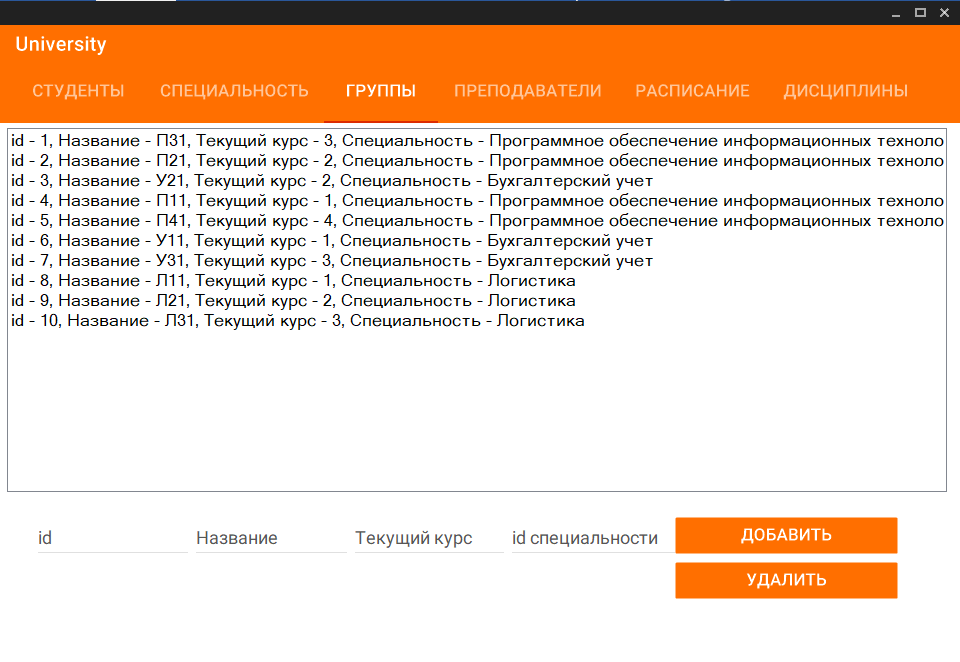 University
СТУДЕНТЫ СПЕЦИАЛЬНОСТЬ ГРУППЫ ПРЕПОДАВАТЕЛИ РАСПИСАНИЕ ДИСЦИПЛИНЫ
id - 1, Название - П31, Текущий курс - 3, Специальность - Программное обеспечение информационных техноло
id - 2, Название - П21, Текущий курс - 2, Специальность - Программное обеспечение информационных техноло
id - 3, Название - У21, Текущий курс - 2, Специальность - Бухгалтерский учет
id - 4, Название - П11, Текущий курс - 1, Специальность - Программное обеспечение информационных техноло
id - 5, Название - П41, Текущий курс - 4, Специальность - Программное обеспечение информационных техноло
id - 6, Название - У11, Текущий курс - 1, Специальность - Бухгалтерский учет
id - 7, Название - У31, Текущий курс - 3, Специальность - Бухгалтерский учет
id - 8, Название - Л11, Текущий курс - 1, Специальность - Логистика
id - 9, Название - Л21, Текущий курс - 2, Специальность - Логистика
id - 10, Название - Л31, Текущий курс - 3, Специальность - Логистика
id Название Текущий курс id специальности ДОБАВИТЬ
УДАЛИТЬ